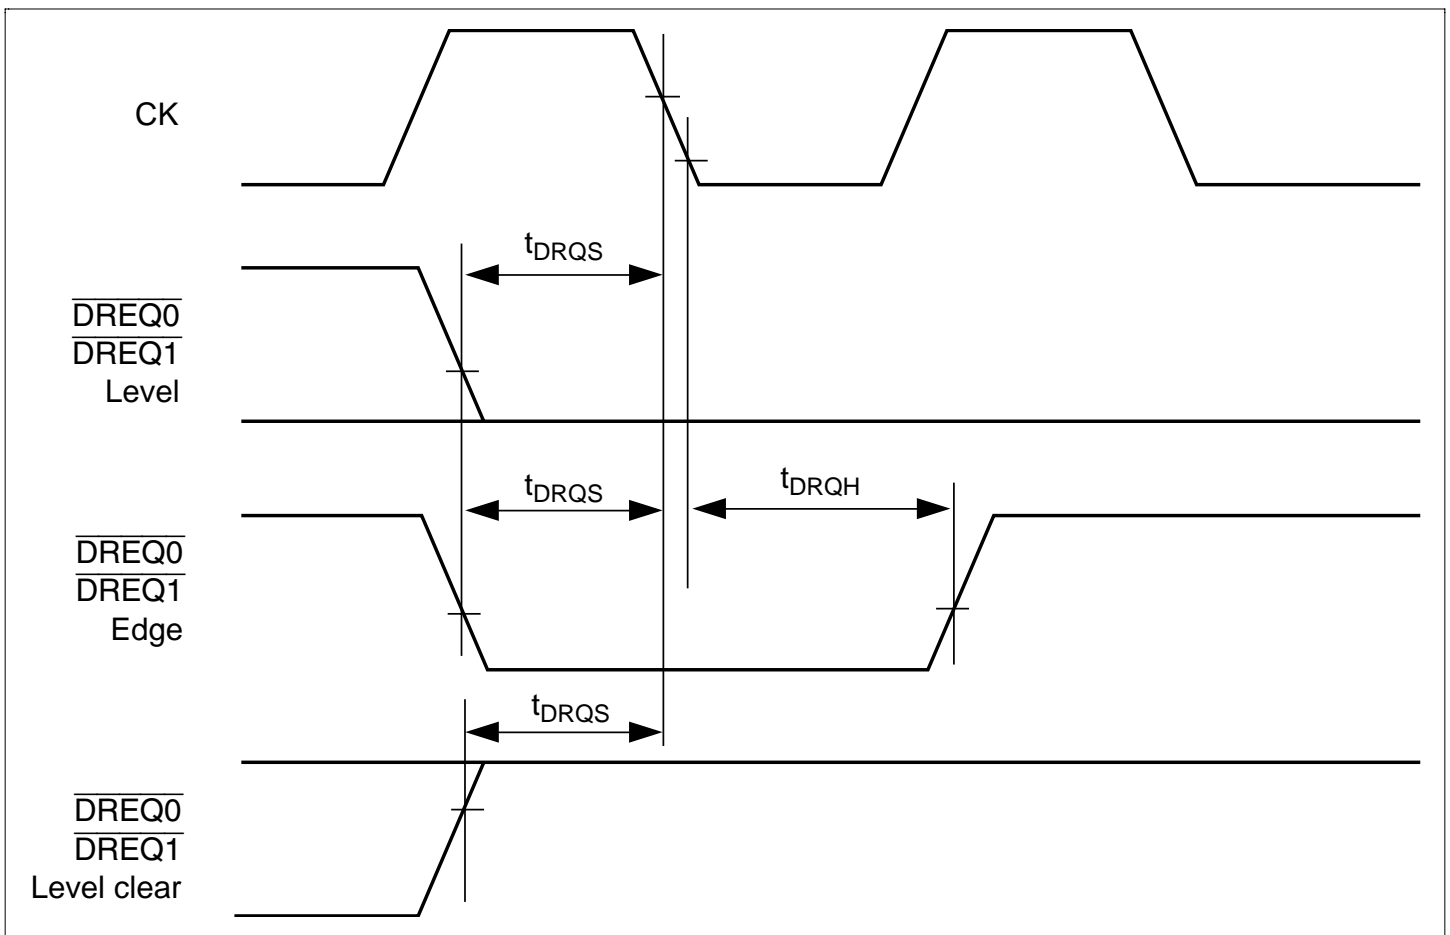 CK
tDRQS
DREQ0
DREQ1
Level
tDRQS
tDRQH
DREQ0
DREQ1
Edge
tDRQS
DREQ0
DREQ1
Level clear